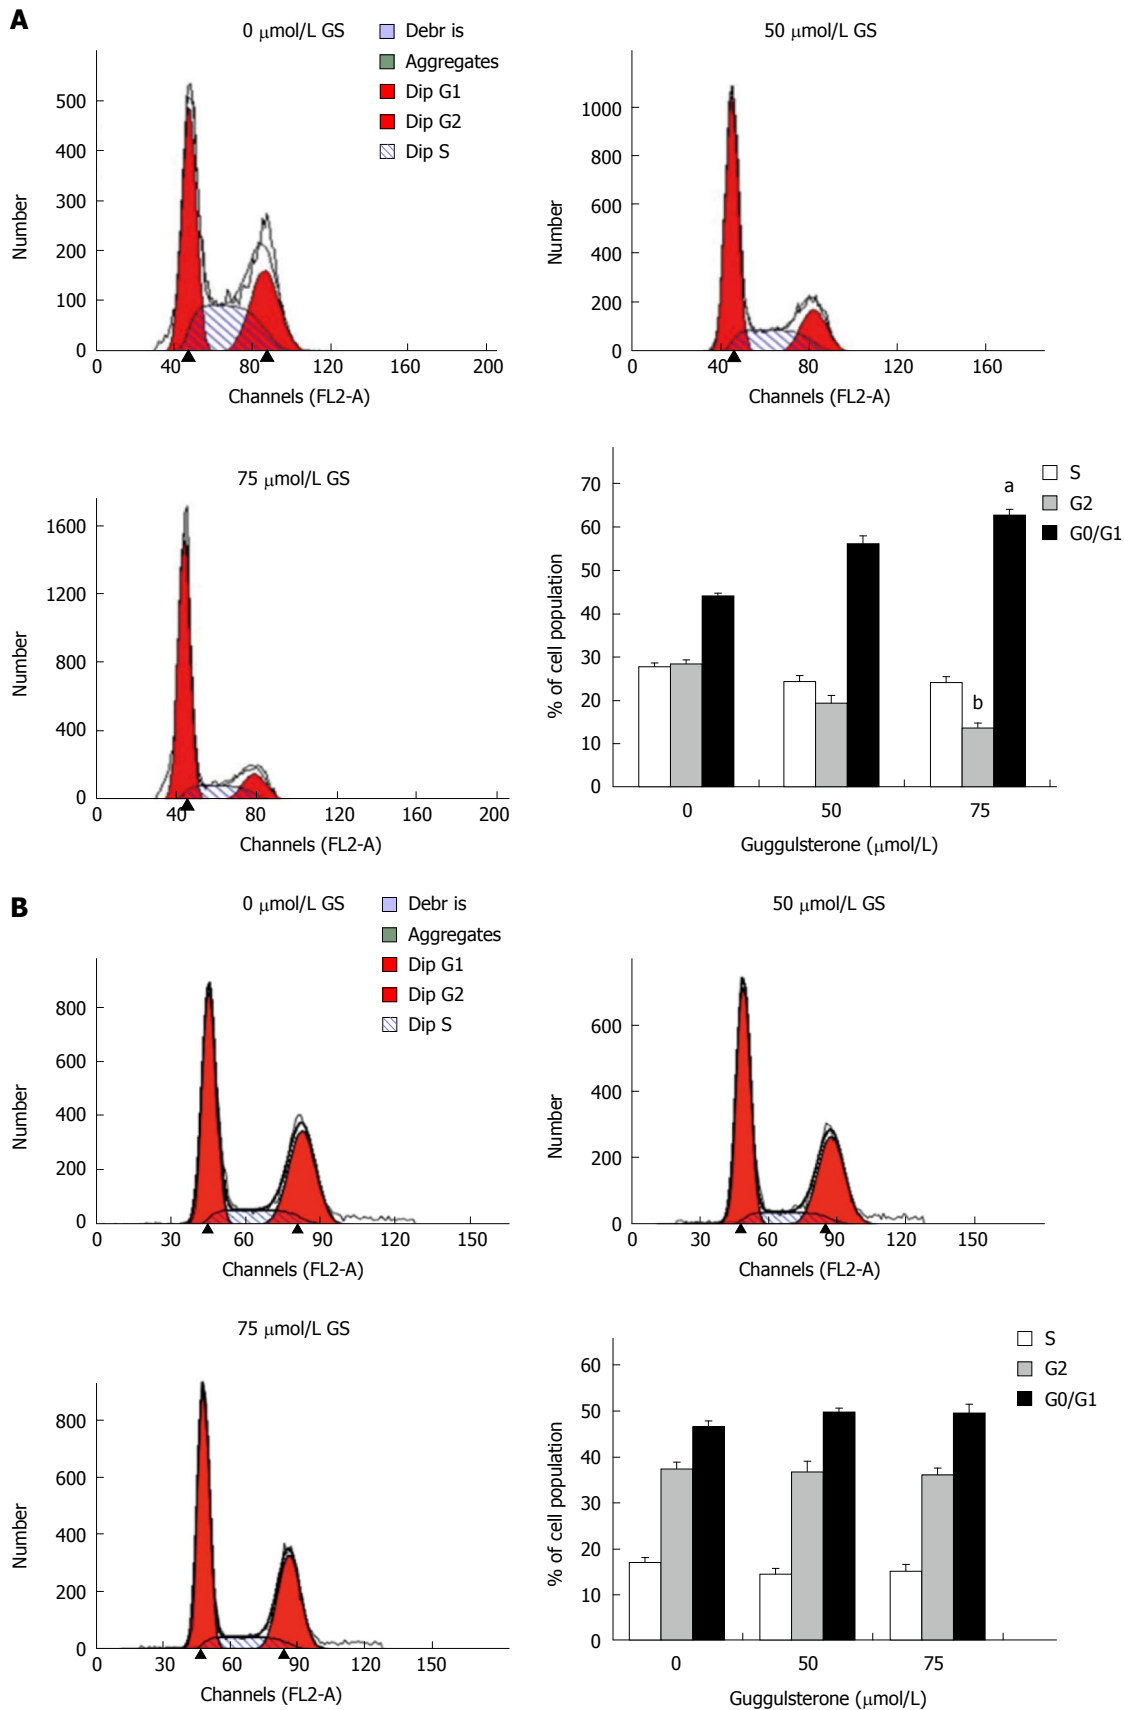 A
0 μmol/L GS
Debr is
Aggregates
Dip G1
Dip G2
Dip S
Number
500
400
300
200
100
0
0 40 80 120 160 200
Channels (FL2-A)
50 μmol/L GS
Number
1000
800
600
400
200
0
0 40 80 120 160
Channels (FL2-A)
75 μmol/L GS
Number
1600
1200
800
400
0
0 40 80 120 160 200
Channels (FL2-A)
% of cell population
70
60
50
40
30
20
10
0
a
b
S
G2
G0/G1
0 50 75
Guggulsterone (μmol/L)
B
0 μmol/L GS
Debr is
Aggregates
Dip G1
Dip G2
Dip S
Number
800
600
400
200
0
0 30 60 90 120 150
Channels (FL2-A)
50 μmol/L GS
Number
600
400
200
0
0 30 60 90 120 150
Channels (FL2-A)
75 μmol/L GS
Number
800
600
400
200
0
0 30 60 90 120 150
Channels (FL2-A)
% of cell population
60
50
40
30
20
10
0
S
G2
G0/G1
0 50 75
Guggulsterone (μmol/L)